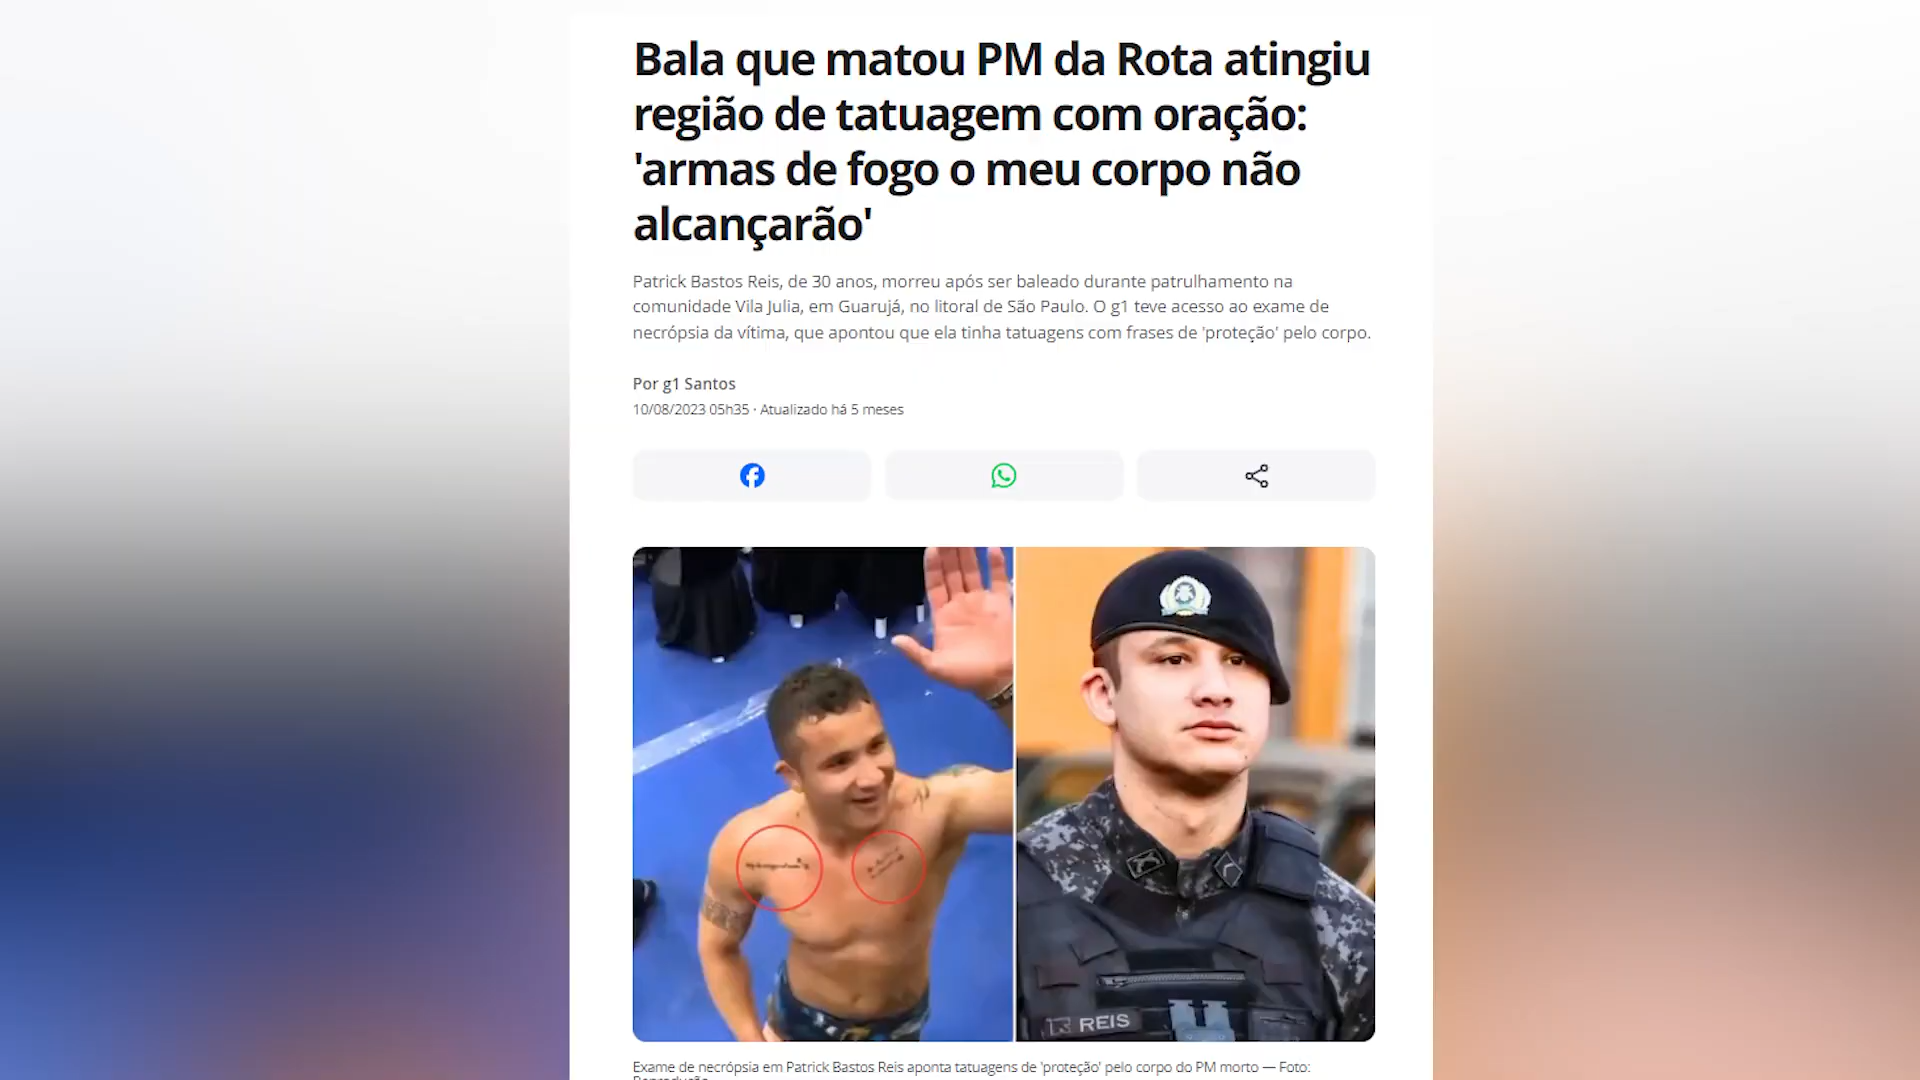 Bala que matou PM da Rota atingiu
região de tatuagem com oração:
'armas de fogo o meu corpo não
alcançarão'
Patrick Bastos Reis, de 30 anos, morreu após ser baleado durante patrulhamento na
comunidade Vila Julia, em Guarujá, no litoral de São Paulo. O g1 teve acesso ao exame de
necrópsia da vítima, que apontou que ela tinha tatuagens com frases de 'proteção' pelo corpo.
Por g1 Santos
10/08/2023 05h35 · Atualizado há 5 meses
REIS
Exame de necrópsia em Patrick Bastos Reis aponta tatuagens de 'proteção' pelo corpo do PM morto — Foto: